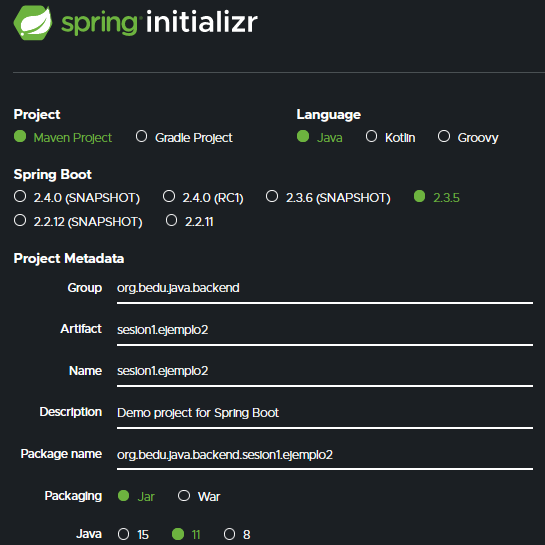 spring initializr
Project
Language
Maven Project Gradle Project
Java Kotlin Groovy
Spring Boot
2.4.0 (SNAPSHOT) 2.4.0 (RC1) 2.3.6 (SNAPSHOT) 2.3.5
2.2.12 (SNAPSHOT) 2.2.11
Project Metadata
Group org.bedu.java.backend
Artifact sesion1.ejemplo2
Name sesion1.ejemplo2
Description Demo project for Spring Boot
Package name org.bedu.java.backend.sesion1.ejemplo2
Packaging Jar War
Java 15 11 8